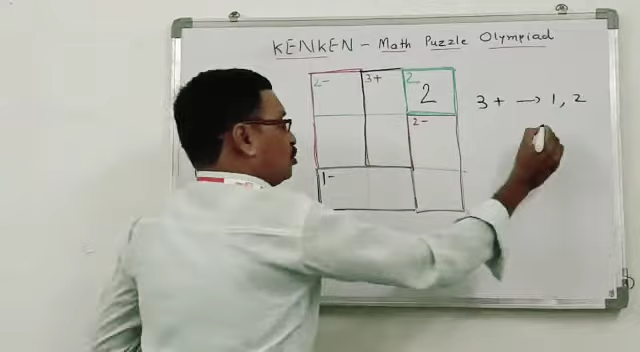 KENKEN - Math Puzzle Olympiad
2- 3+ 2
2
3+ → 1, 2
2-
1-